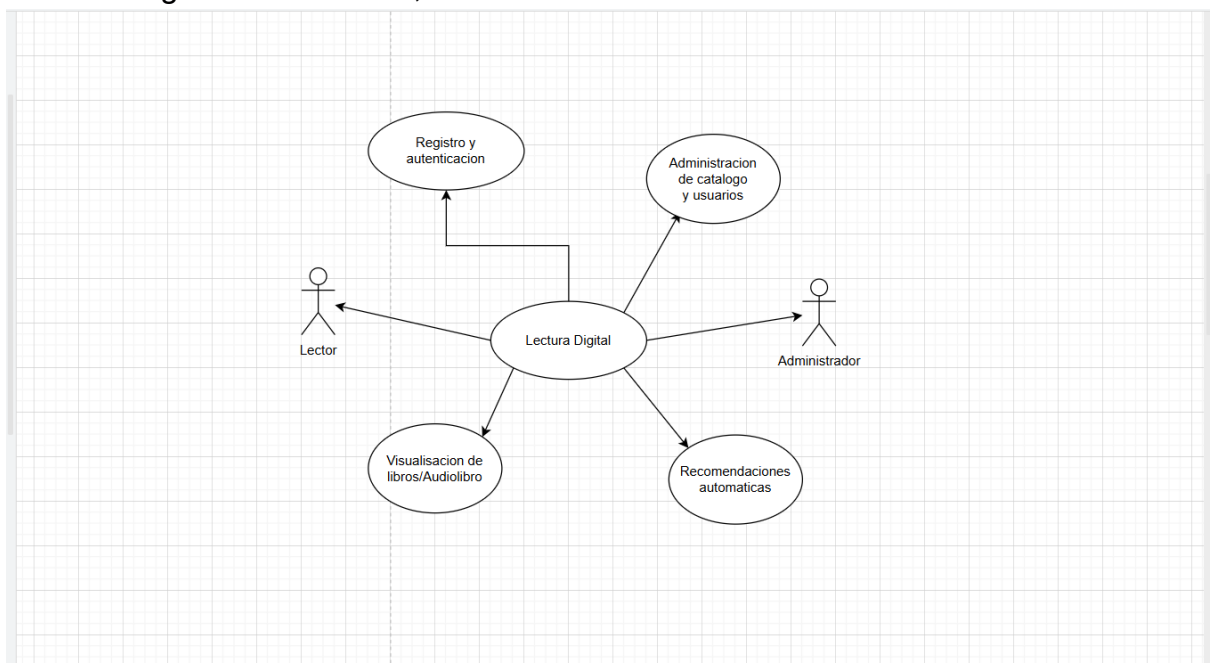 Registro y
autenticacion
Administracion
de catalogo
y usuarios
Lector
Lectura Digital
Administrador
Visualisacion de
libros/Audiolibro
Recomendaciones
automaticas